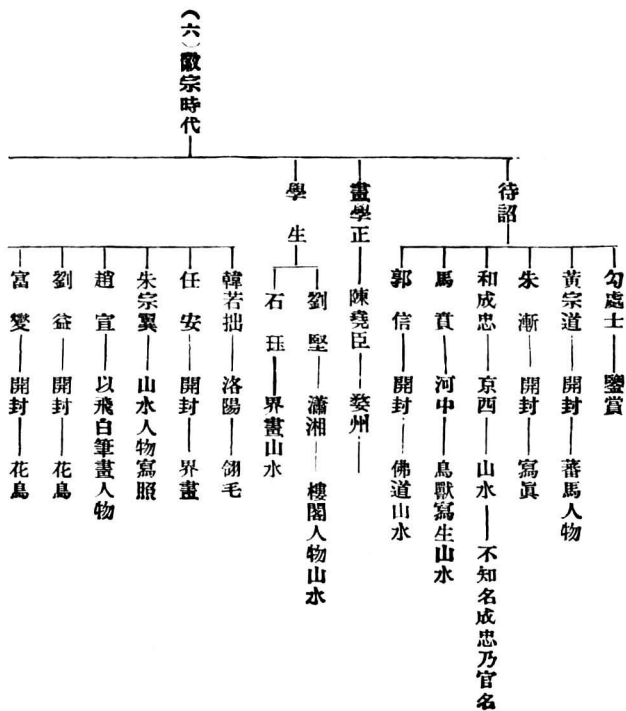 （六）徽宗時代
待詔
勾處士 鑒賞
黃宗道 開封 蕃馬人物
朱漸 開封 寫眞
和成忠 京西 山水 不知名成忠乃官名
馬賁 河中 鳥獸寫生山水
郭信 開封 佛道山水
畫學正 陳堯臣 婺州
學生
劉堅 瀟湘 樓閣人物山水
石珏 界畫山水
韓若拙 洛陽 翎毛
任安 開封 界畫
朱宗翼 山水人物寫照
趙宣 以飛白筆畫人物
劉益 開封 花鳥
富燮 開封 花鳥